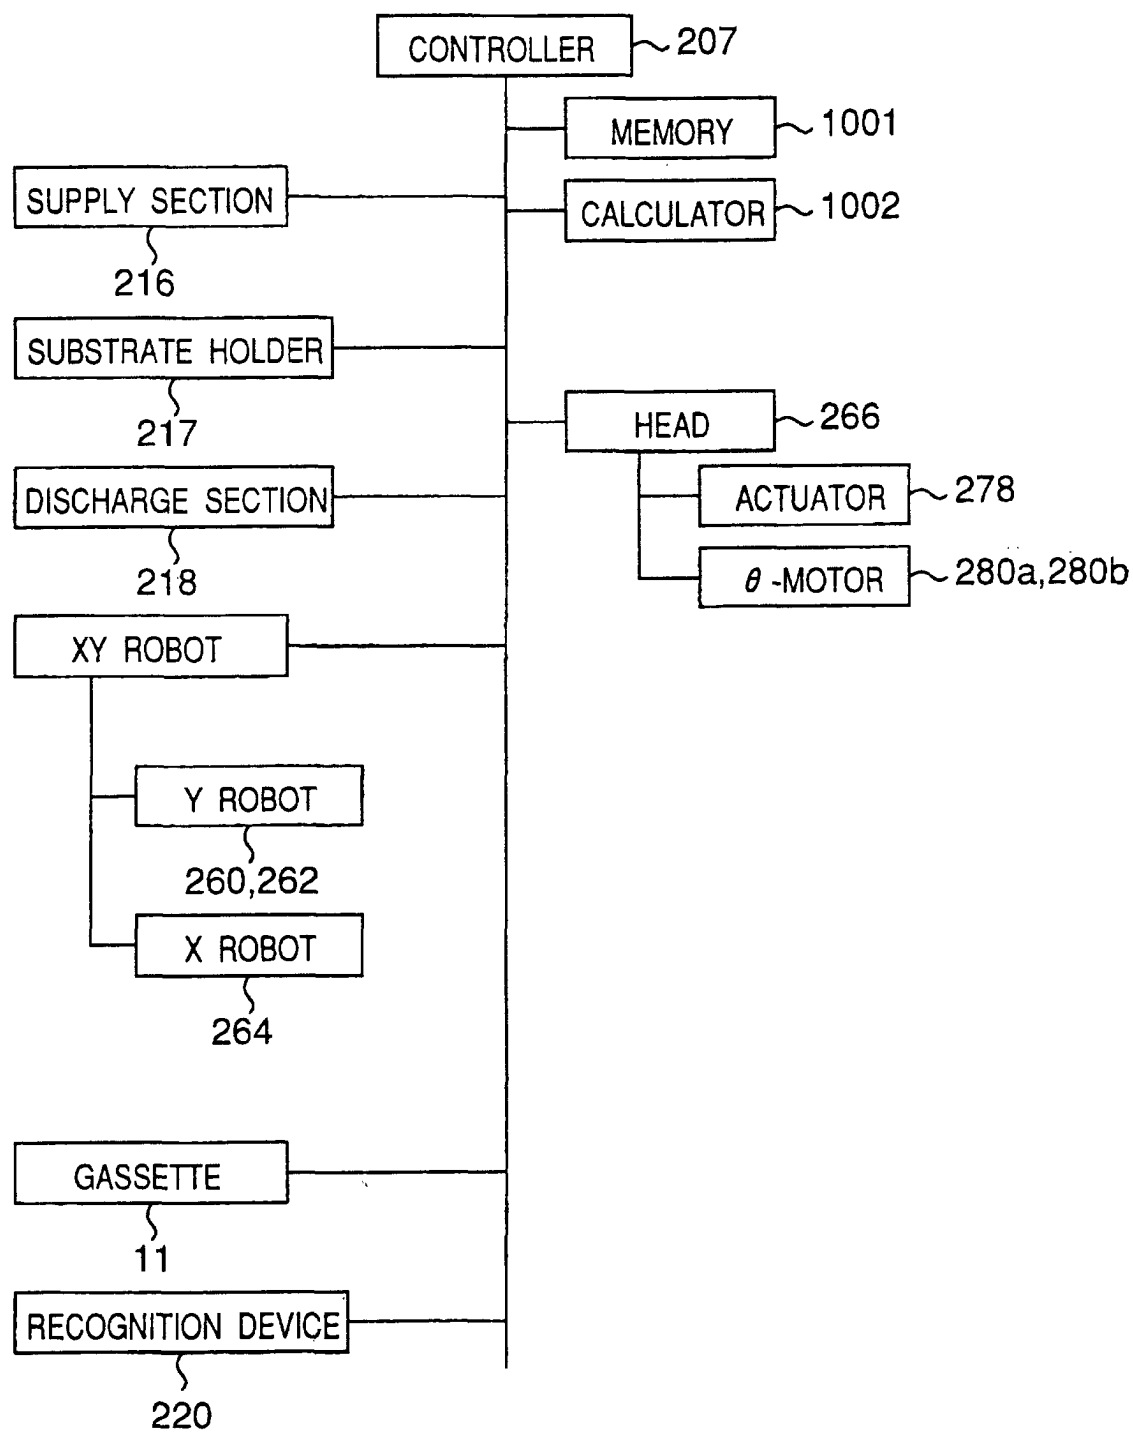 CONTROLLER
207
MEMORY
1001
SUPPLY SECTION
216
CALCULATOR
1002
SUBSTRATE HOLDER
217
HEAD
266
DISCHARGE SECTION
218
ACTUATOR
278
θ-MOTOR
280a,280b
XY ROBOT
Y ROBOT
260,262
X ROBOT
264
GASSETTE
11
RECOGNITION DEVICE
220